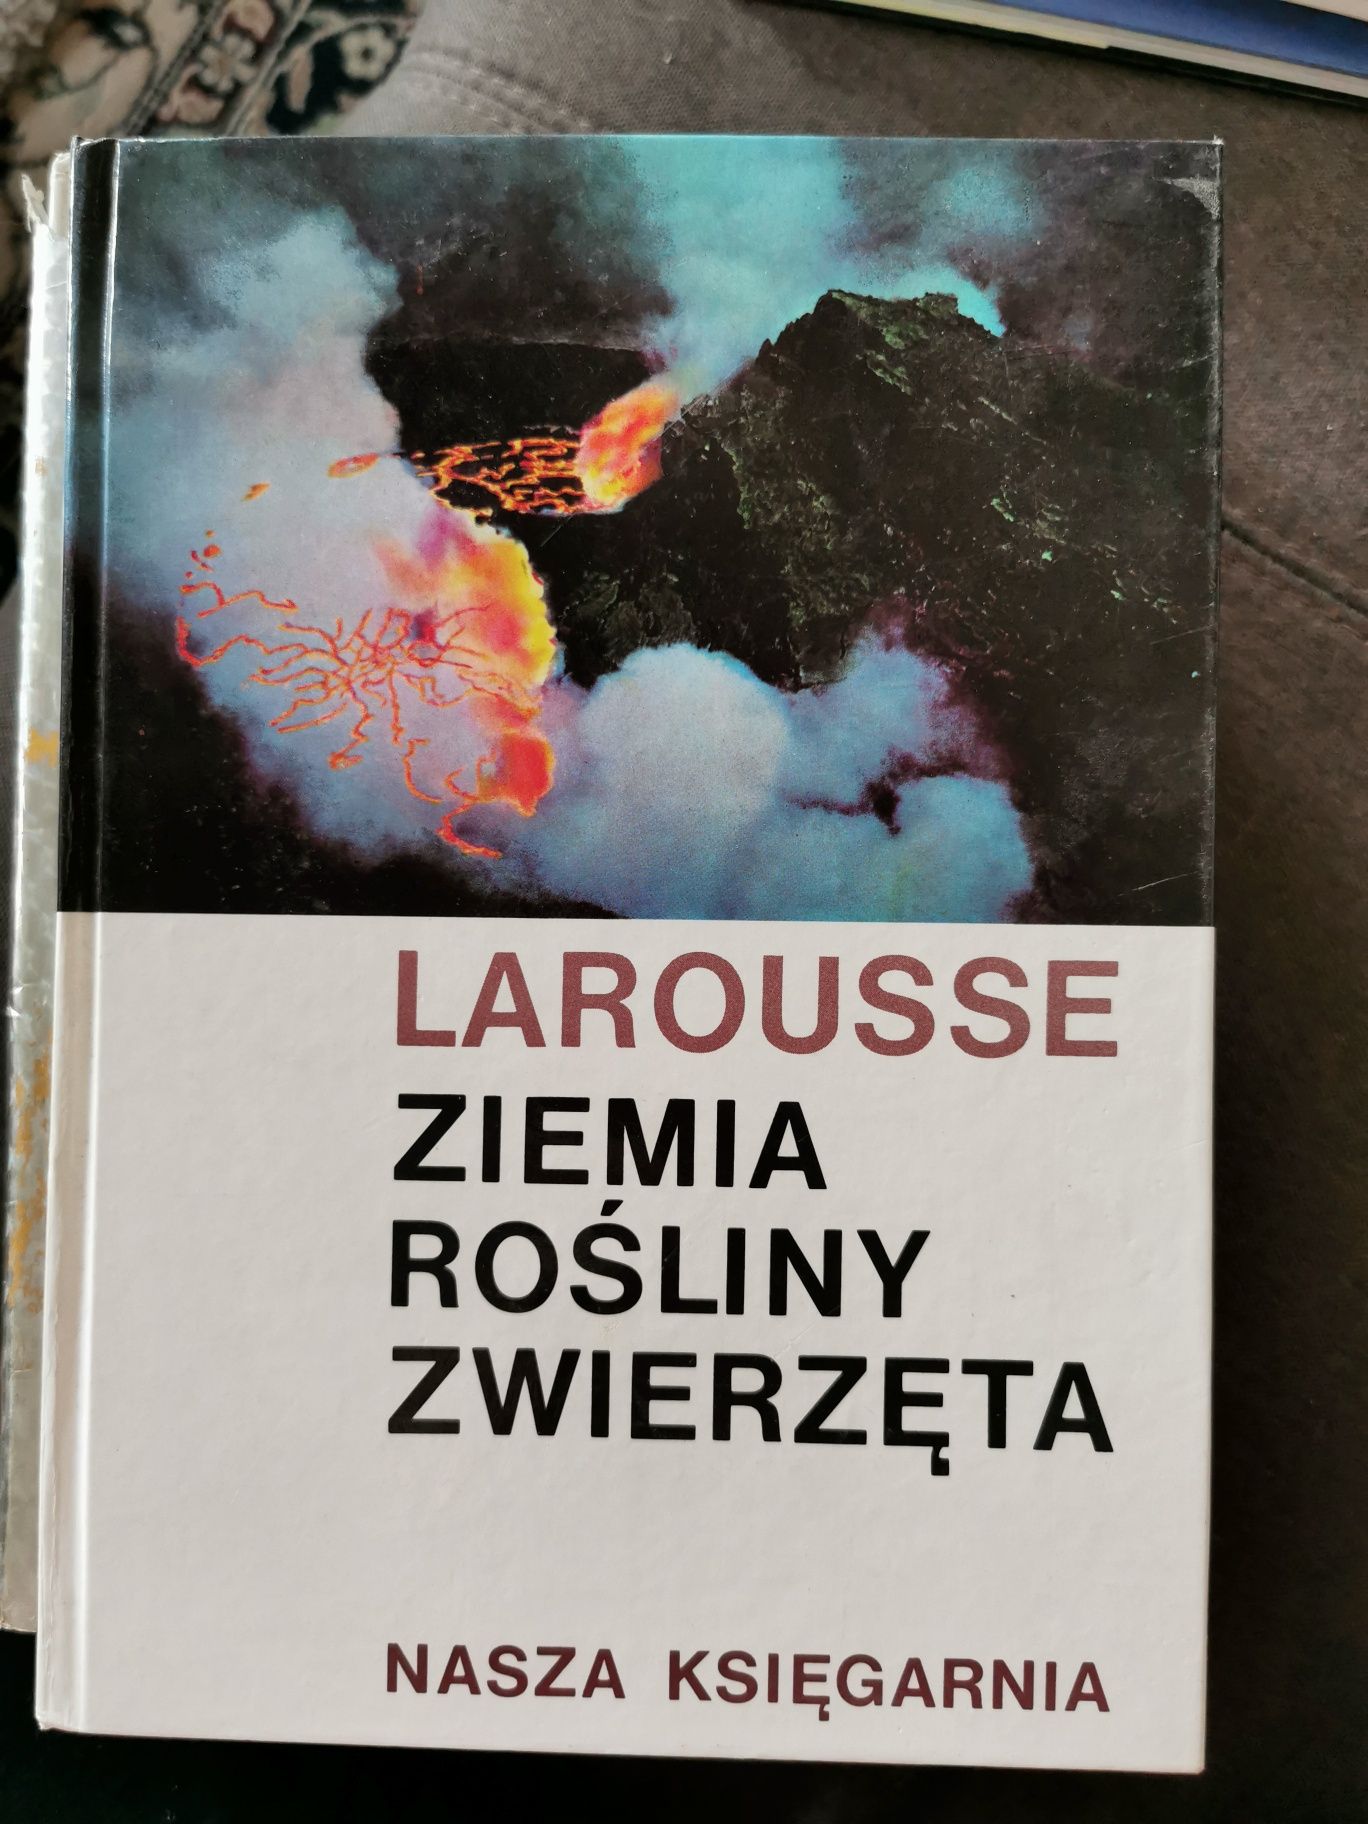 LAROUSSE
ZIEMIA
ROŚLINY
ZWIERZĘTA
NASZA KSIĘGARNIA